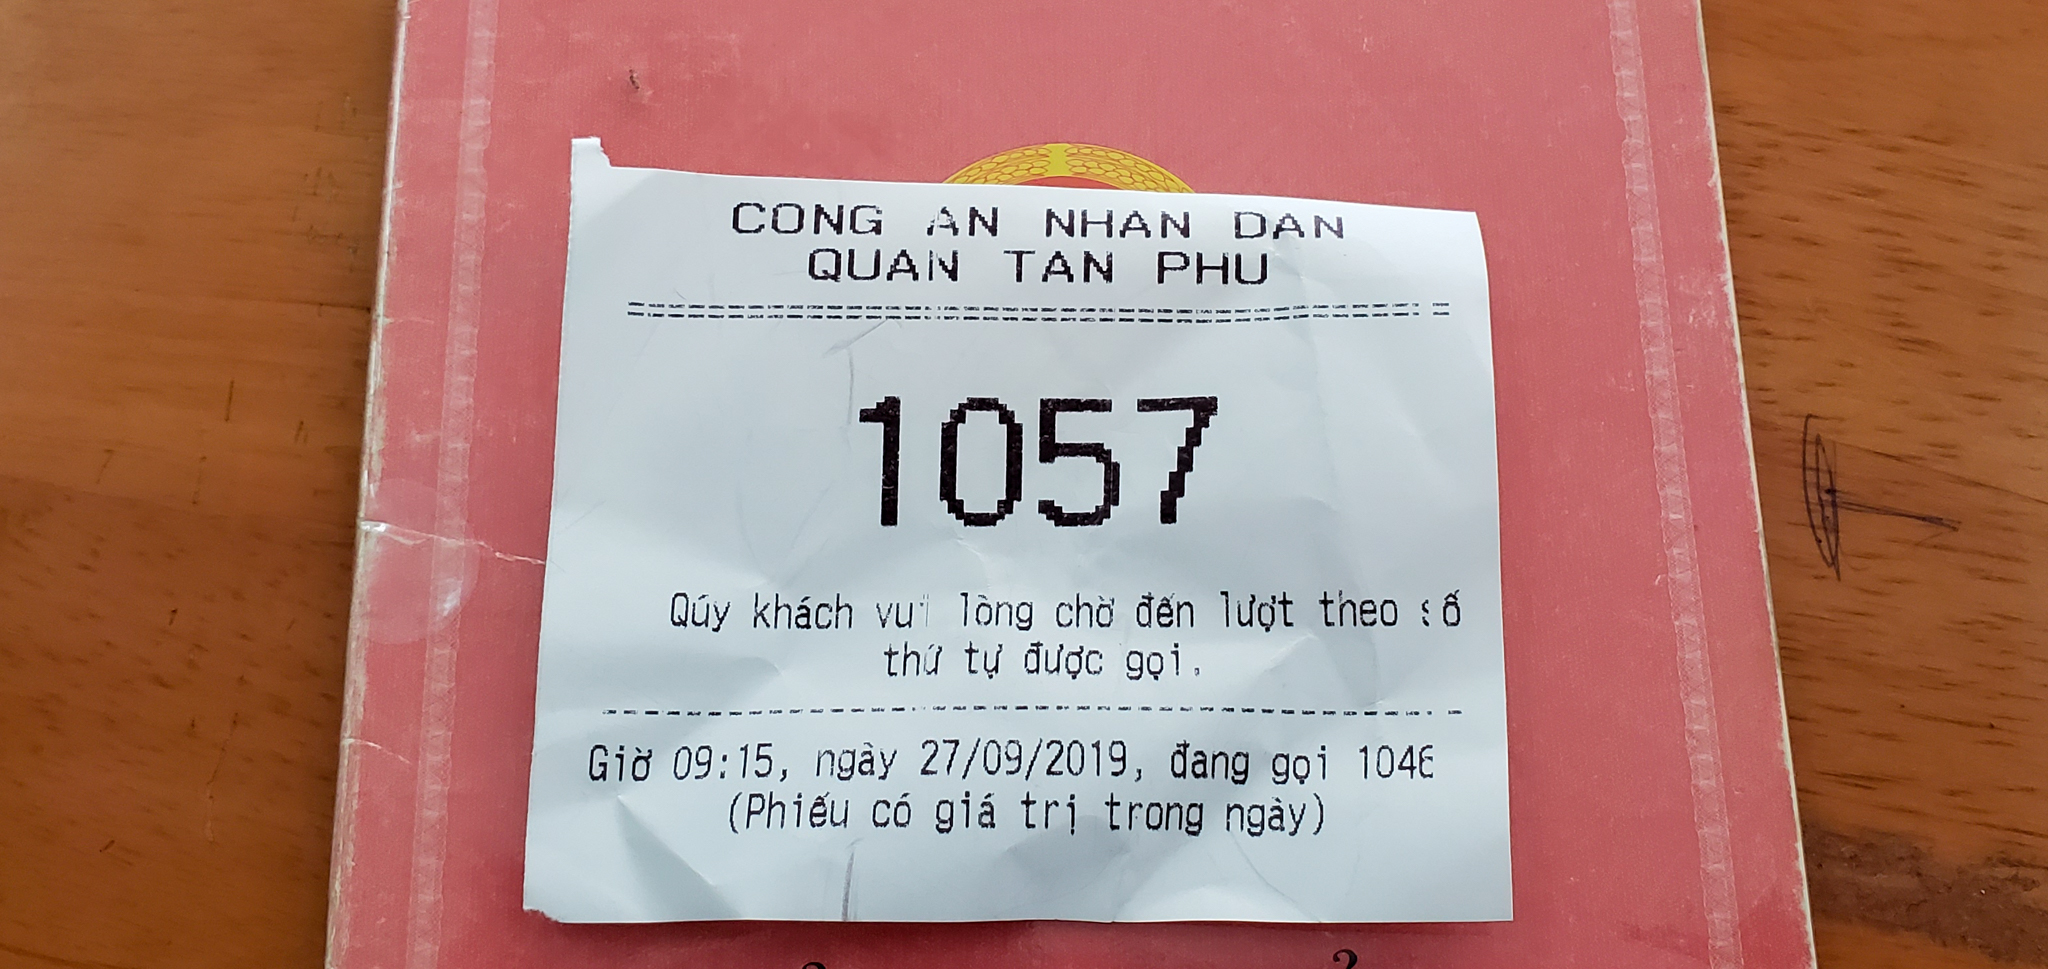 CONG AN NHAN DAN
QUAN TAN PHU
1057
Qúy khách vui lòng chờ đến lượt theo số
thứ tự được gọi.
Giờ 09:15, ngày 27/09/2019, đang gọi
(Phiếu có giá trị trong ngày)